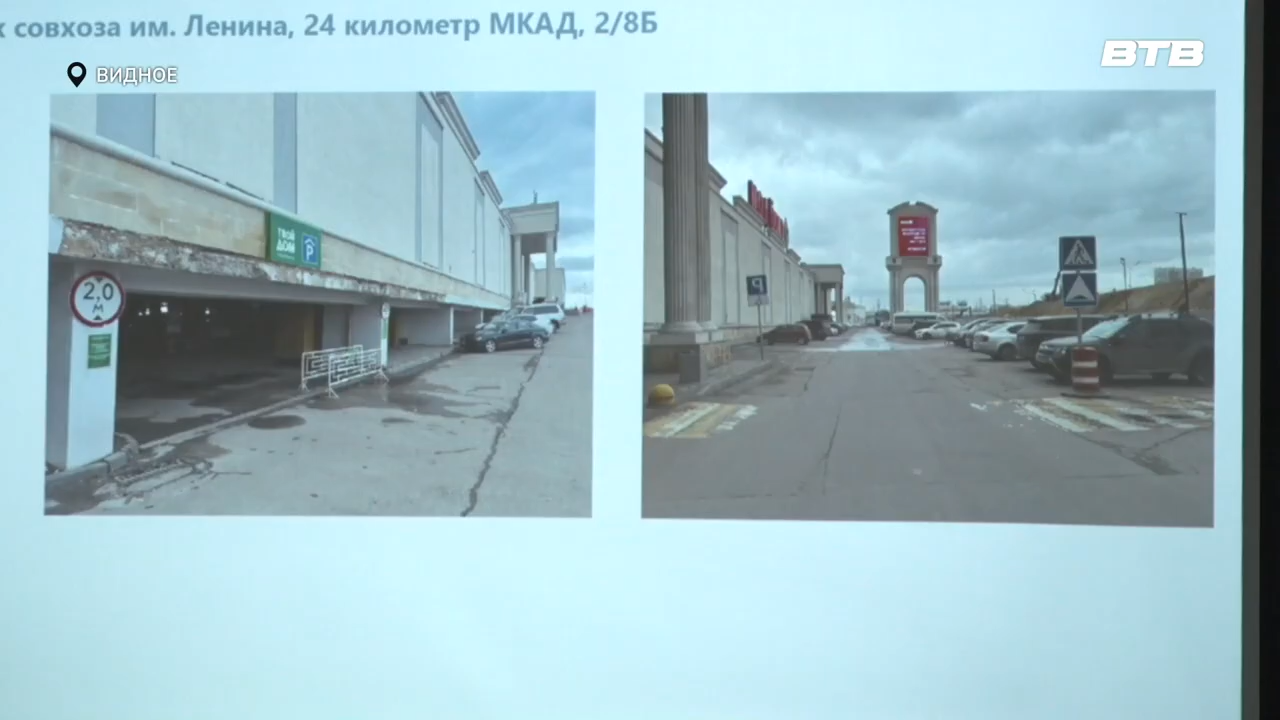 к совхоза им. Ленина, 24 километр МКАД, 2/8Б
ВИДНОЕ
ВТВ
ТВОЙ
ДОМ
P
2,0
М